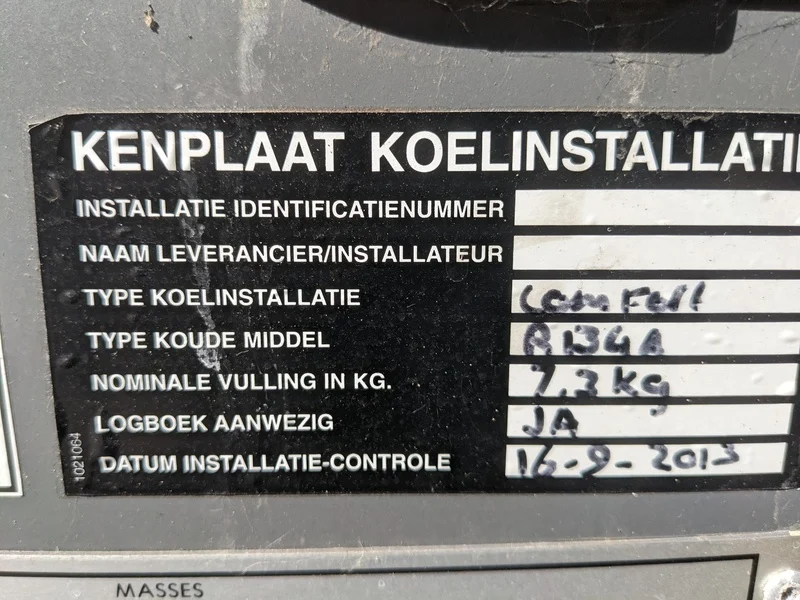 KENPLAAT KOELINSTALLATI
INSTALLATIE IDENTIFICATIENUMMER
NAAM LEVERANCIER/INSTALLATEUR
TYPE KOELINSTALLATIE
TYPE KOUDE MIDDEL R134A
NOMINALE VULLING IN KG. 7,3 KG
LOGBOEK AANWEZIG JA
DATUM INSTALLATIE-CONTROLE 16-9-2013
1021064
MASSES